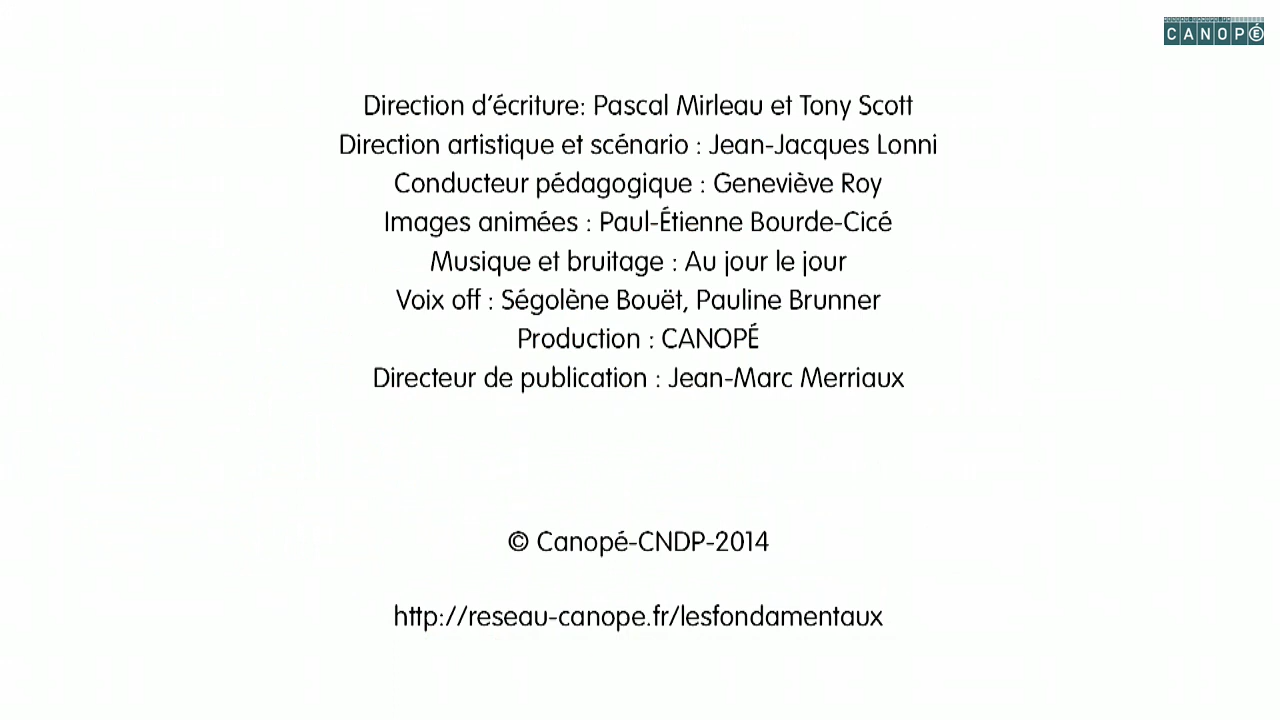 CANOPÉ
Direction d'écriture: Pascal Mirleau et Tony Scott
Direction artistique et scénario : Jean-Jacques Lonni
Conducteur pédagogique : Geneviève Roy
Images animées : Paul-Étienne Bourde-Cicé
Musique et bruitage : Au jour le jour
Voix off : Ségolène Bouët, Pauline Brunner
Production : CANOPÉ
Directeur de publication : Jean-Marc Merriaux
© Canopé-CNDP-2014
http://reseau-canope.fr/lesfondamentaux